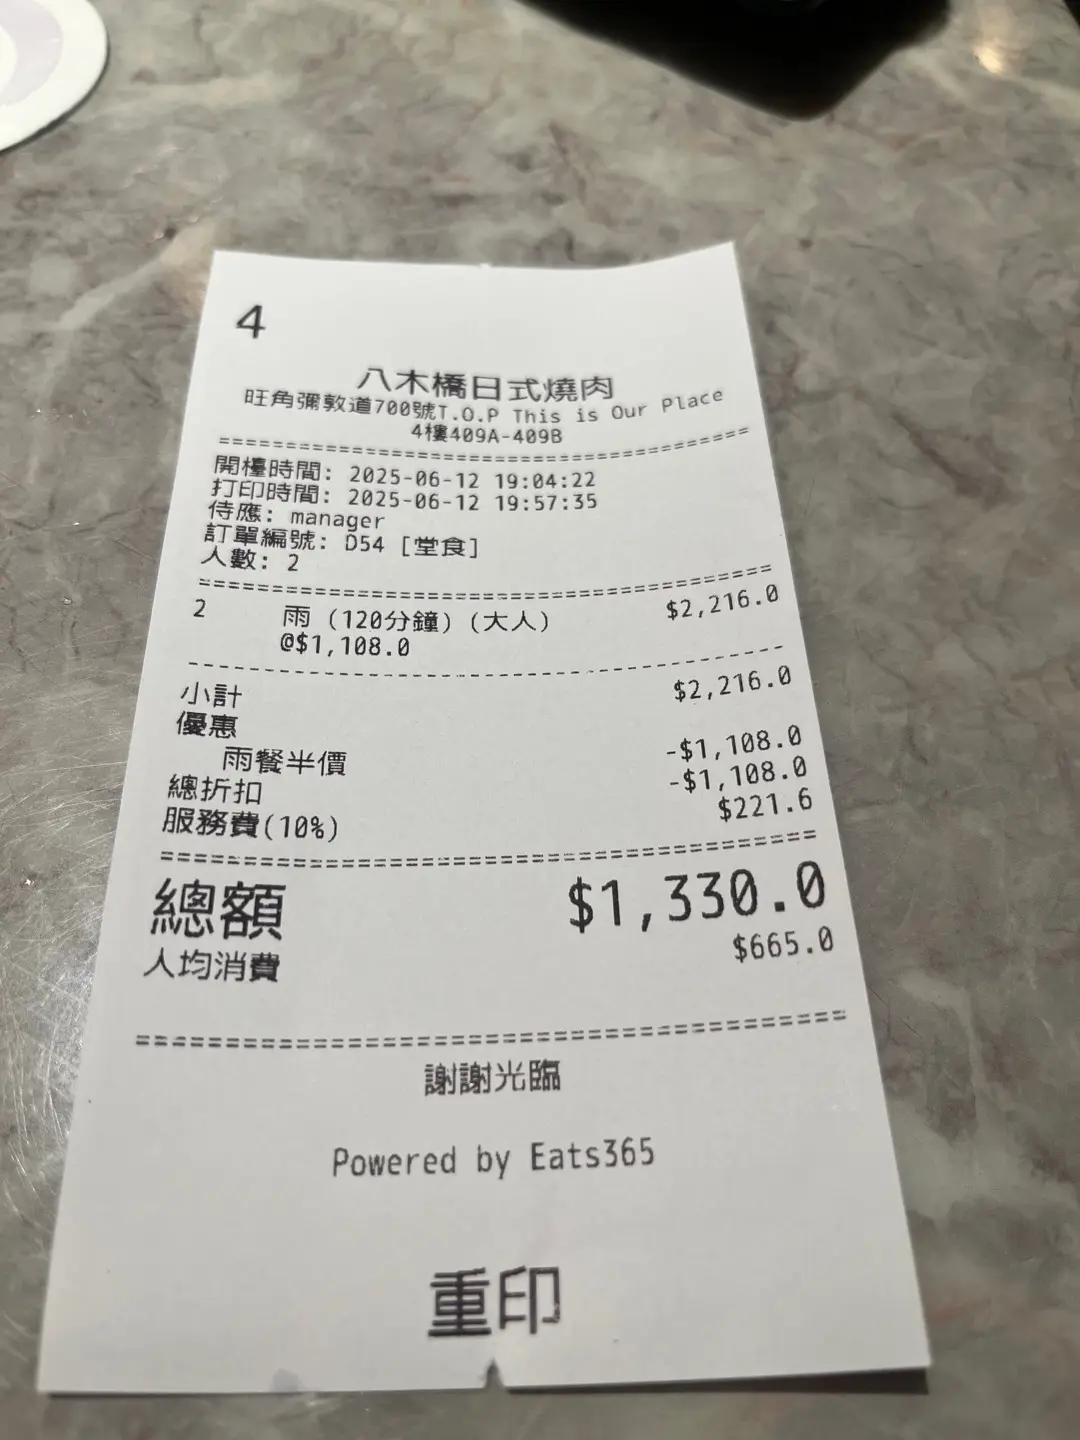 4
八木橋日式燒肉
旺角彌敦道700號T.O.P This is Our Place
4樓409A-409B
開檯時間: 2025-06-12 19:04:22
打印時間: 2025-06-12 19:57:35
侍應: manager
訂單編號: D54 [堂食]
人數: 2
2 雨 (120分鐘) (大人) $2,216.0
@$1,108.0
小計 $2,216.0
優惠
雨餐半價 -$1,108.0
總折扣 -$1,108.0
服務費(10%) $221.6
總額 $1,330.0
人均消費 $665.0
謝謝光臨
Powered by Eats365
重印